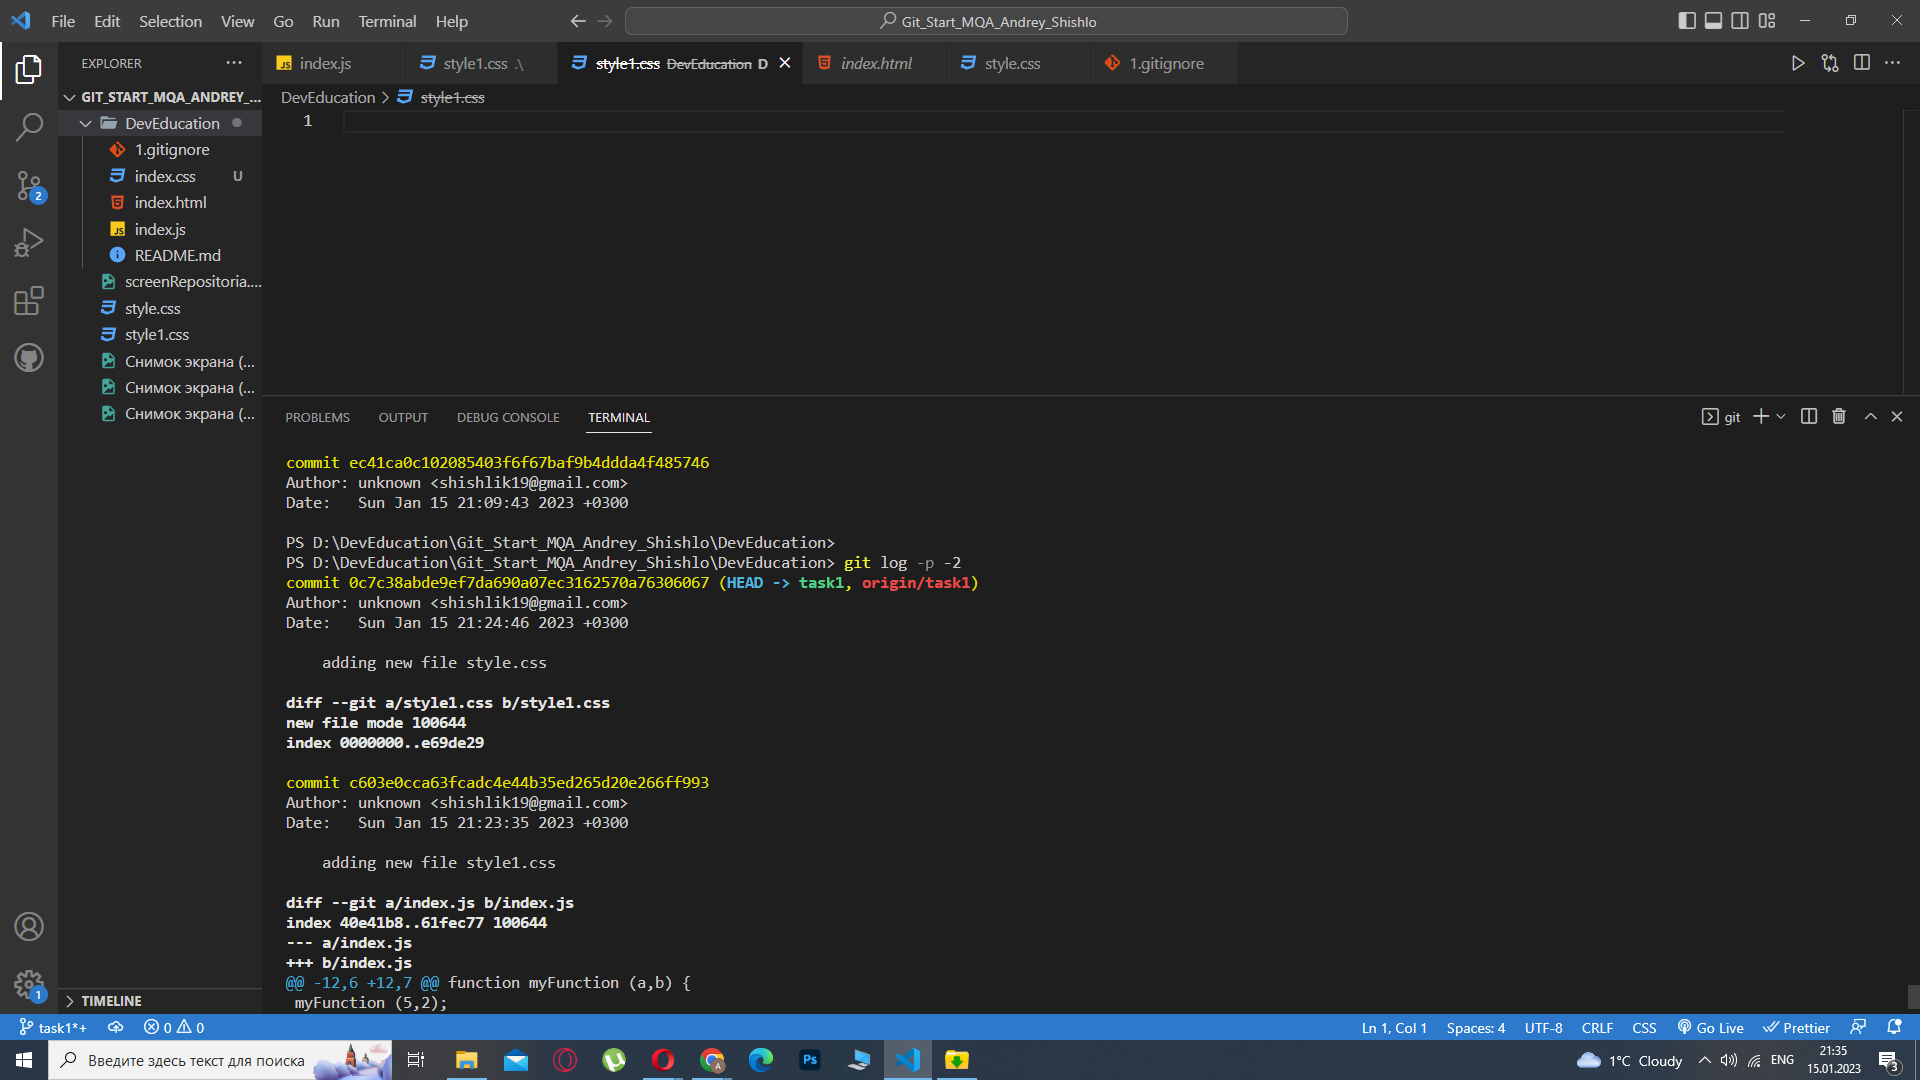 File Edit Selection View Go Run Terminal Help
Git_Start_MQA_Andrey_Shishlo
EXPLORER
index.js
style1.css .\
style1.css DevEducation D
index.html
style.css
1.gitignore
GIT_START_MQA_ANDREY_...
DevEducation > style1.css
DevEducation
1
1.gitignore
index.css U
index.html
index.js
README.md
screenRepositoria....
style.css
style1.css
Снимок экрана (...
Снимок экрана (...
Снимок экрана (...
2
PROBLEMS OUTPUT DEBUG CONSOLE TERMINAL
git
commit ec41ca0c102085403f6f67baf9b4ddda4f485746
Author: unknown <shishlik19@gmail.com>
Date:   Sun Jan 15 21:09:43 2023 +0300
PS D:\DevEducation\Git_Start_MQA_Andrey_Shishlo\DevEducation>
PS D:\DevEducation\Git_Start_MQA_Andrey_Shishlo\DevEducation> git log -p -2
commit 0c7c38abde9ef7da690a07ec3162570a76306067 (HEAD -> task1, origin/task1)
Author: unknown <shishlik19@gmail.com>
Date:   Sun Jan 15 21:24:46 2023 +0300
adding new file style.css
diff --git a/style1.css b/style1.css
new file mode 100644
index 0000000..e69de29
commit c603e0cca63fcadc4e44b35ed265d20e266ff993
Author: unknown <shishlik19@gmail.com>
Date:   Sun Jan 15 21:23:35 2023 +0300
adding new file style1.css
diff --git a/index.js b/index.js
index 40e41b8..61fec77 100644
--- a/index.js
+++ b/index.js
@@ -12,6 +12,7 @@ function myFunction (a,b) {
myFunction (5,2);
1
TIMELINE
task1*+ 0 0
Ln 1, Col 1 Spaces: 4 UTF-8 CRLF CSS Go Live Prettier
Введите здесь текст для поиска
A
Ps
1°C Cloudy
ENG
21:35
15.01.2023
3